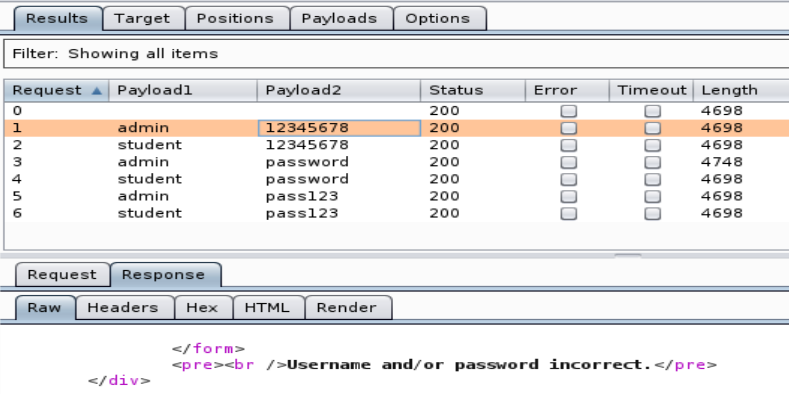 Results Target Positions Payloads Options
Filter: Showing all items
Request Payload1 Payload2 Status Error Timeout Length
0 200 4698
1 admin 12345678 200 4698
2 student 12345678 200 4698
3 admin password 200 4748
4 student password 200 4698
5 admin pass123 200 4698
6 student pass123 200 4698
Request Response
Raw Headers Hex HTML Render
</form>
<pre><br />Username and/or password incorrect.</pre>
</div>